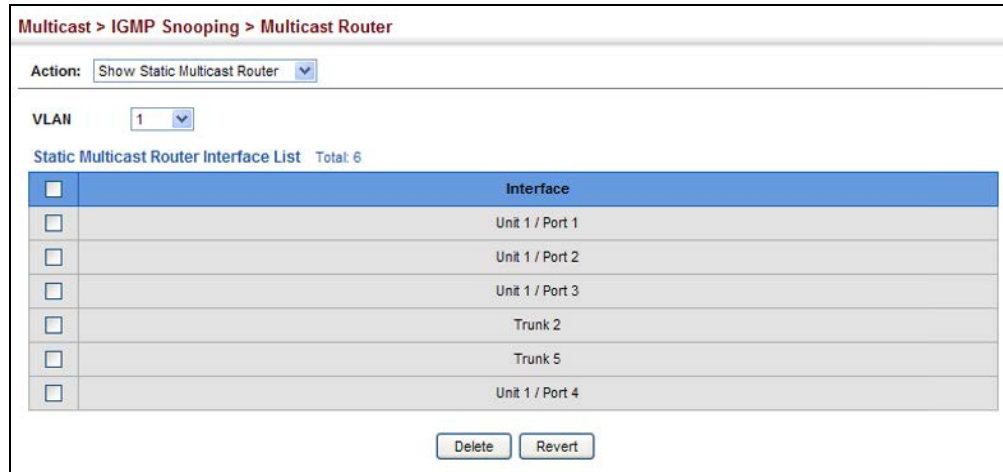 Multicast > IGMP Snooping > Multicast Router
Action: Show Static Multicast Router
VLAN 1
Static Multicast Router Interface List Total: 6
Interface
Unit 1 / Port 1
Unit 1 / Port 2
Unit 1 / Port 3
Trunk 2
Trunk 5
Unit 1 / Port 4
Delete Revert